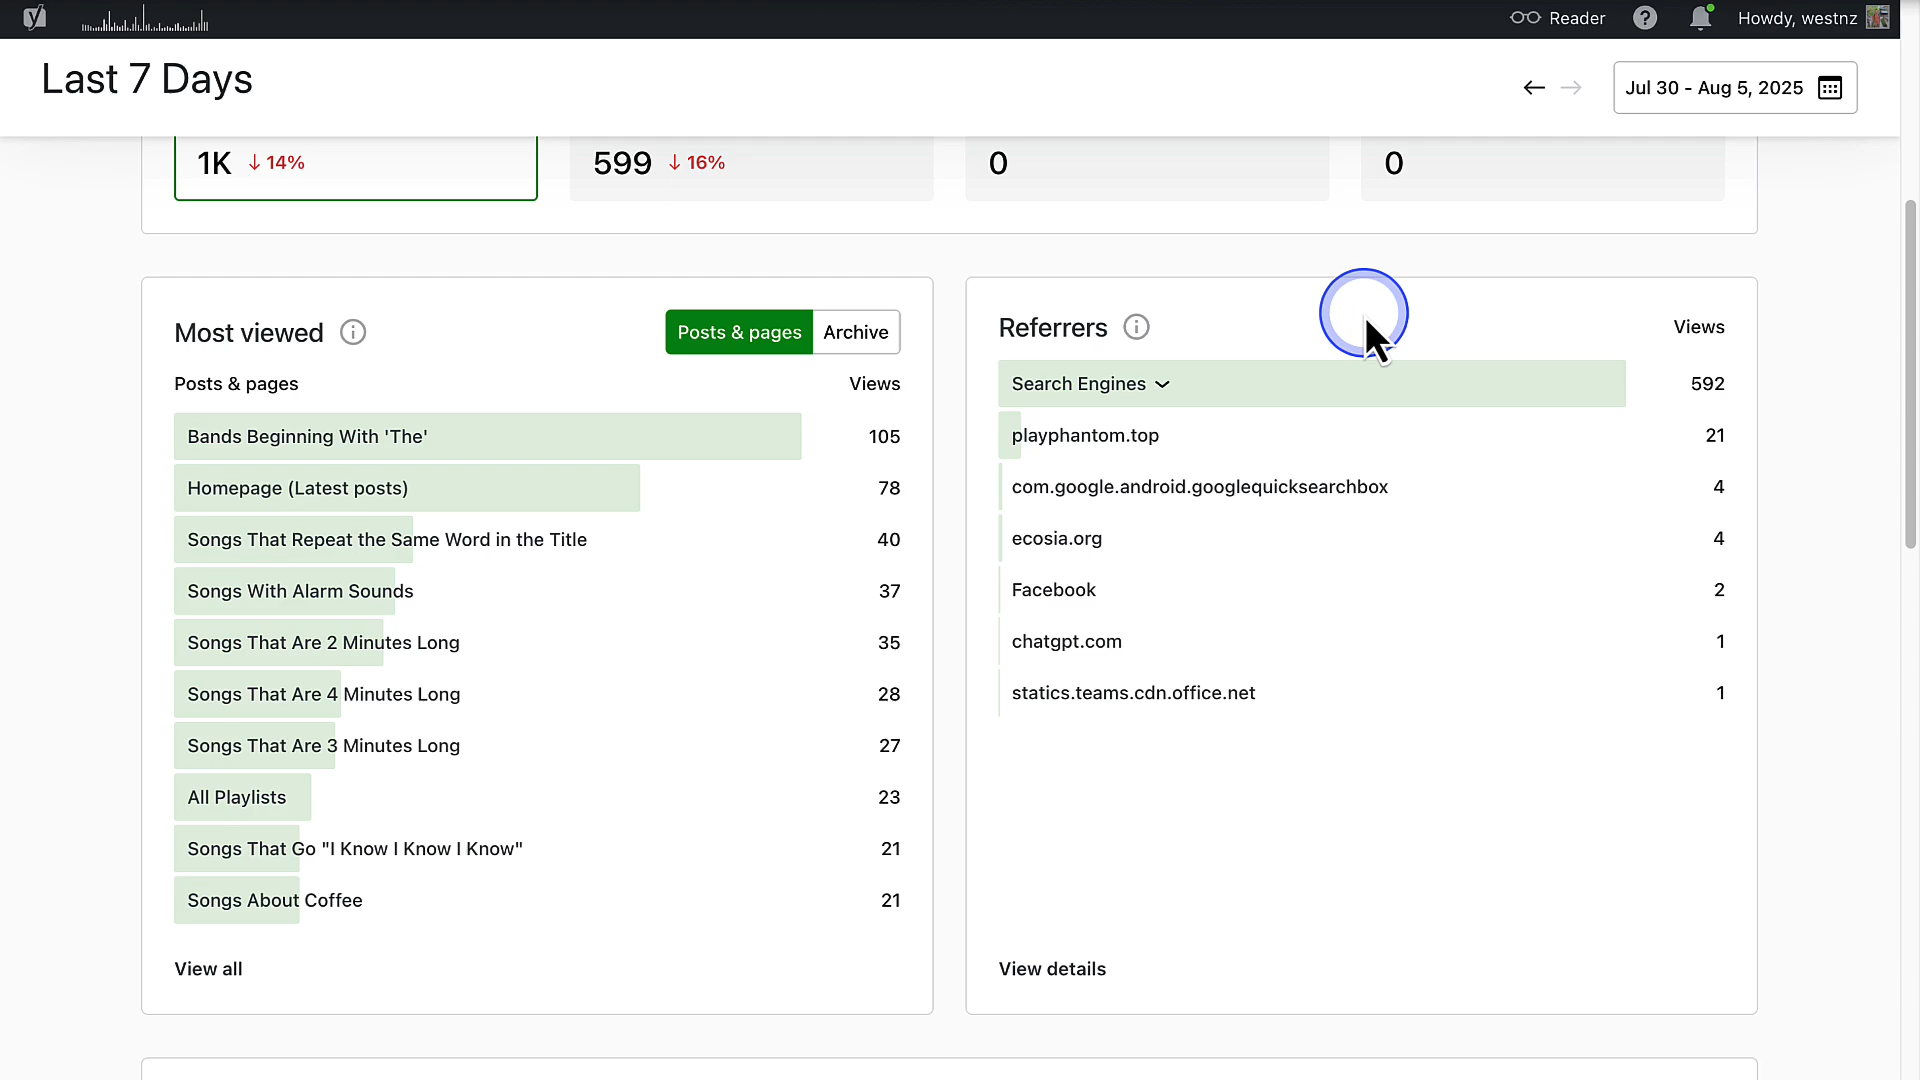 Reader
Howdy, westnz
Last 7 Days
Jul 30 - Aug 5, 2025
1K ↓ 14%
599 ↓ 16%
0
0
Most viewed
Posts & pages
Archive
Posts & pages
Views
Bands Beginning With 'The'
105
Homepage (Latest posts)
78
Songs That Repeat the Same Word in the Title
40
Songs With Alarm Sounds
37
Songs That Are 2 Minutes Long
35
Songs That Are 4 Minutes Long
28
Songs That Are 3 Minutes Long
27
All Playlists
23
Songs That Go "I Know I Know I Know"
21
Songs About Coffee
21
View all
Referrers
Views
Search Engines
592
playphantom.top
21
com.google.android.googlequicksearchbox
4
ecosia.org
4
Facebook
2
chatgpt.com
1
statics.teams.cdn.office.net
1
View details